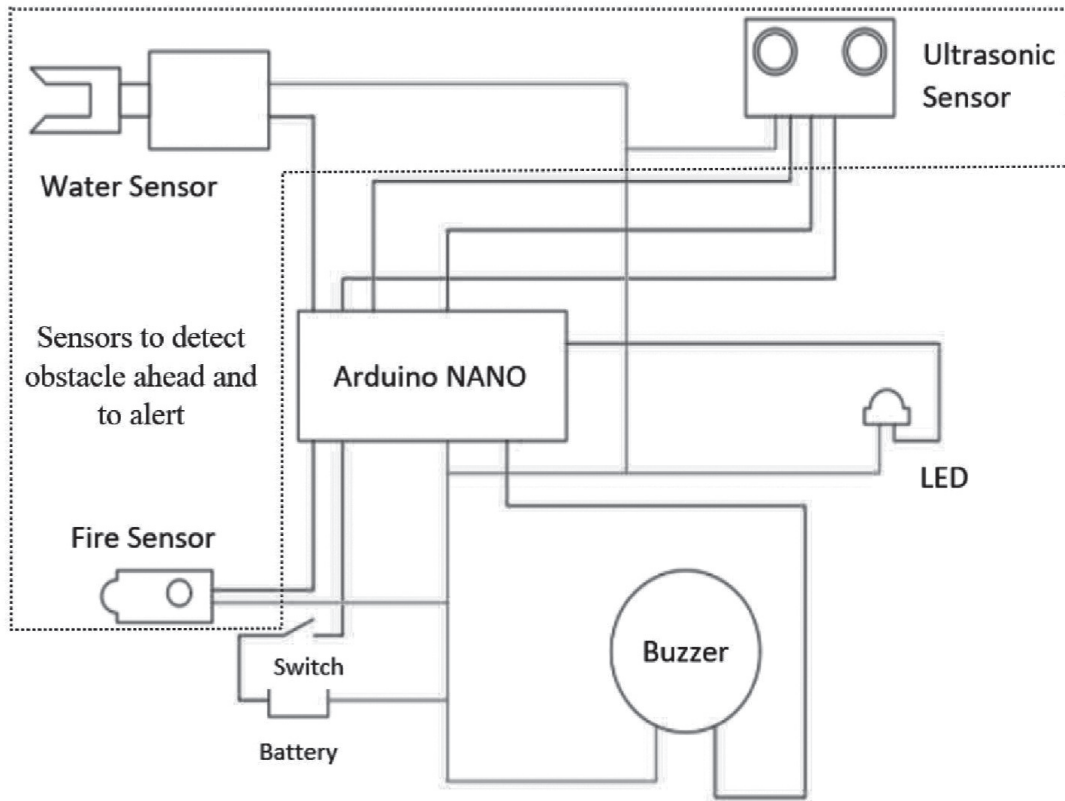 Ultrasonic
Sensor
Water Sensor
Sensors to detect
obstacle ahead and
to alert
Arduino NANO
LED
Fire Sensor
Switch
Buzzer
Battery